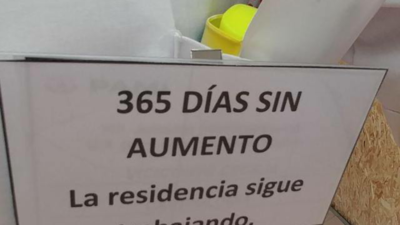 365 DÍAS SIN
AUMENTO
La residencia sigue